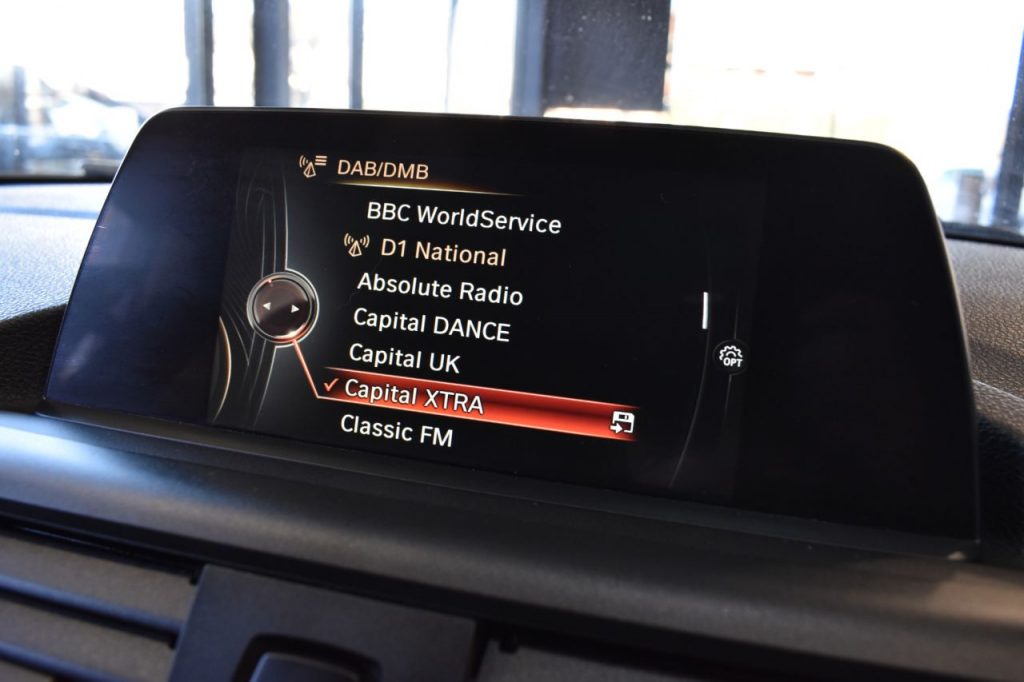 DAB/DMB
BBC WorldService
D1 National
Absolute Radio
Capital DANCE
Capital UK
Capital XTRA
Classic FM
OPT